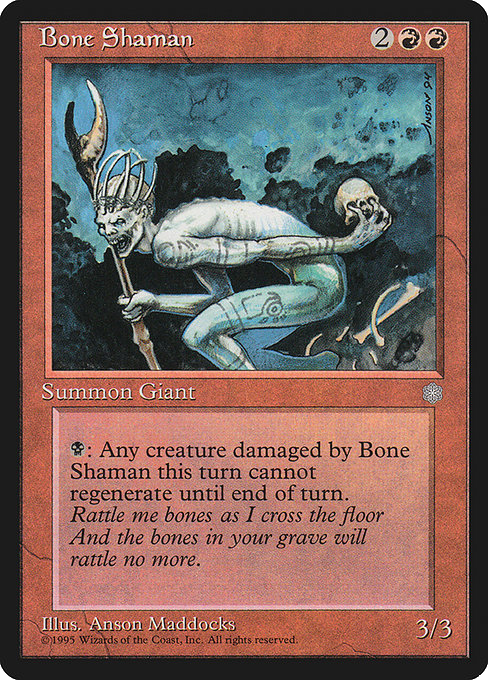 Bone Shaman 2
ANSON 94
Summon Giant
: Any creature damaged by Bone
Shaman this turn cannot
regenerate until end of turn.
Rattle me bones as I cross the floor
And the bones in your grave will
rattle no more.
Illus. Anson Maddocks
3/3
©1995 Wizards of the Coast, Inc. All rights reserved.